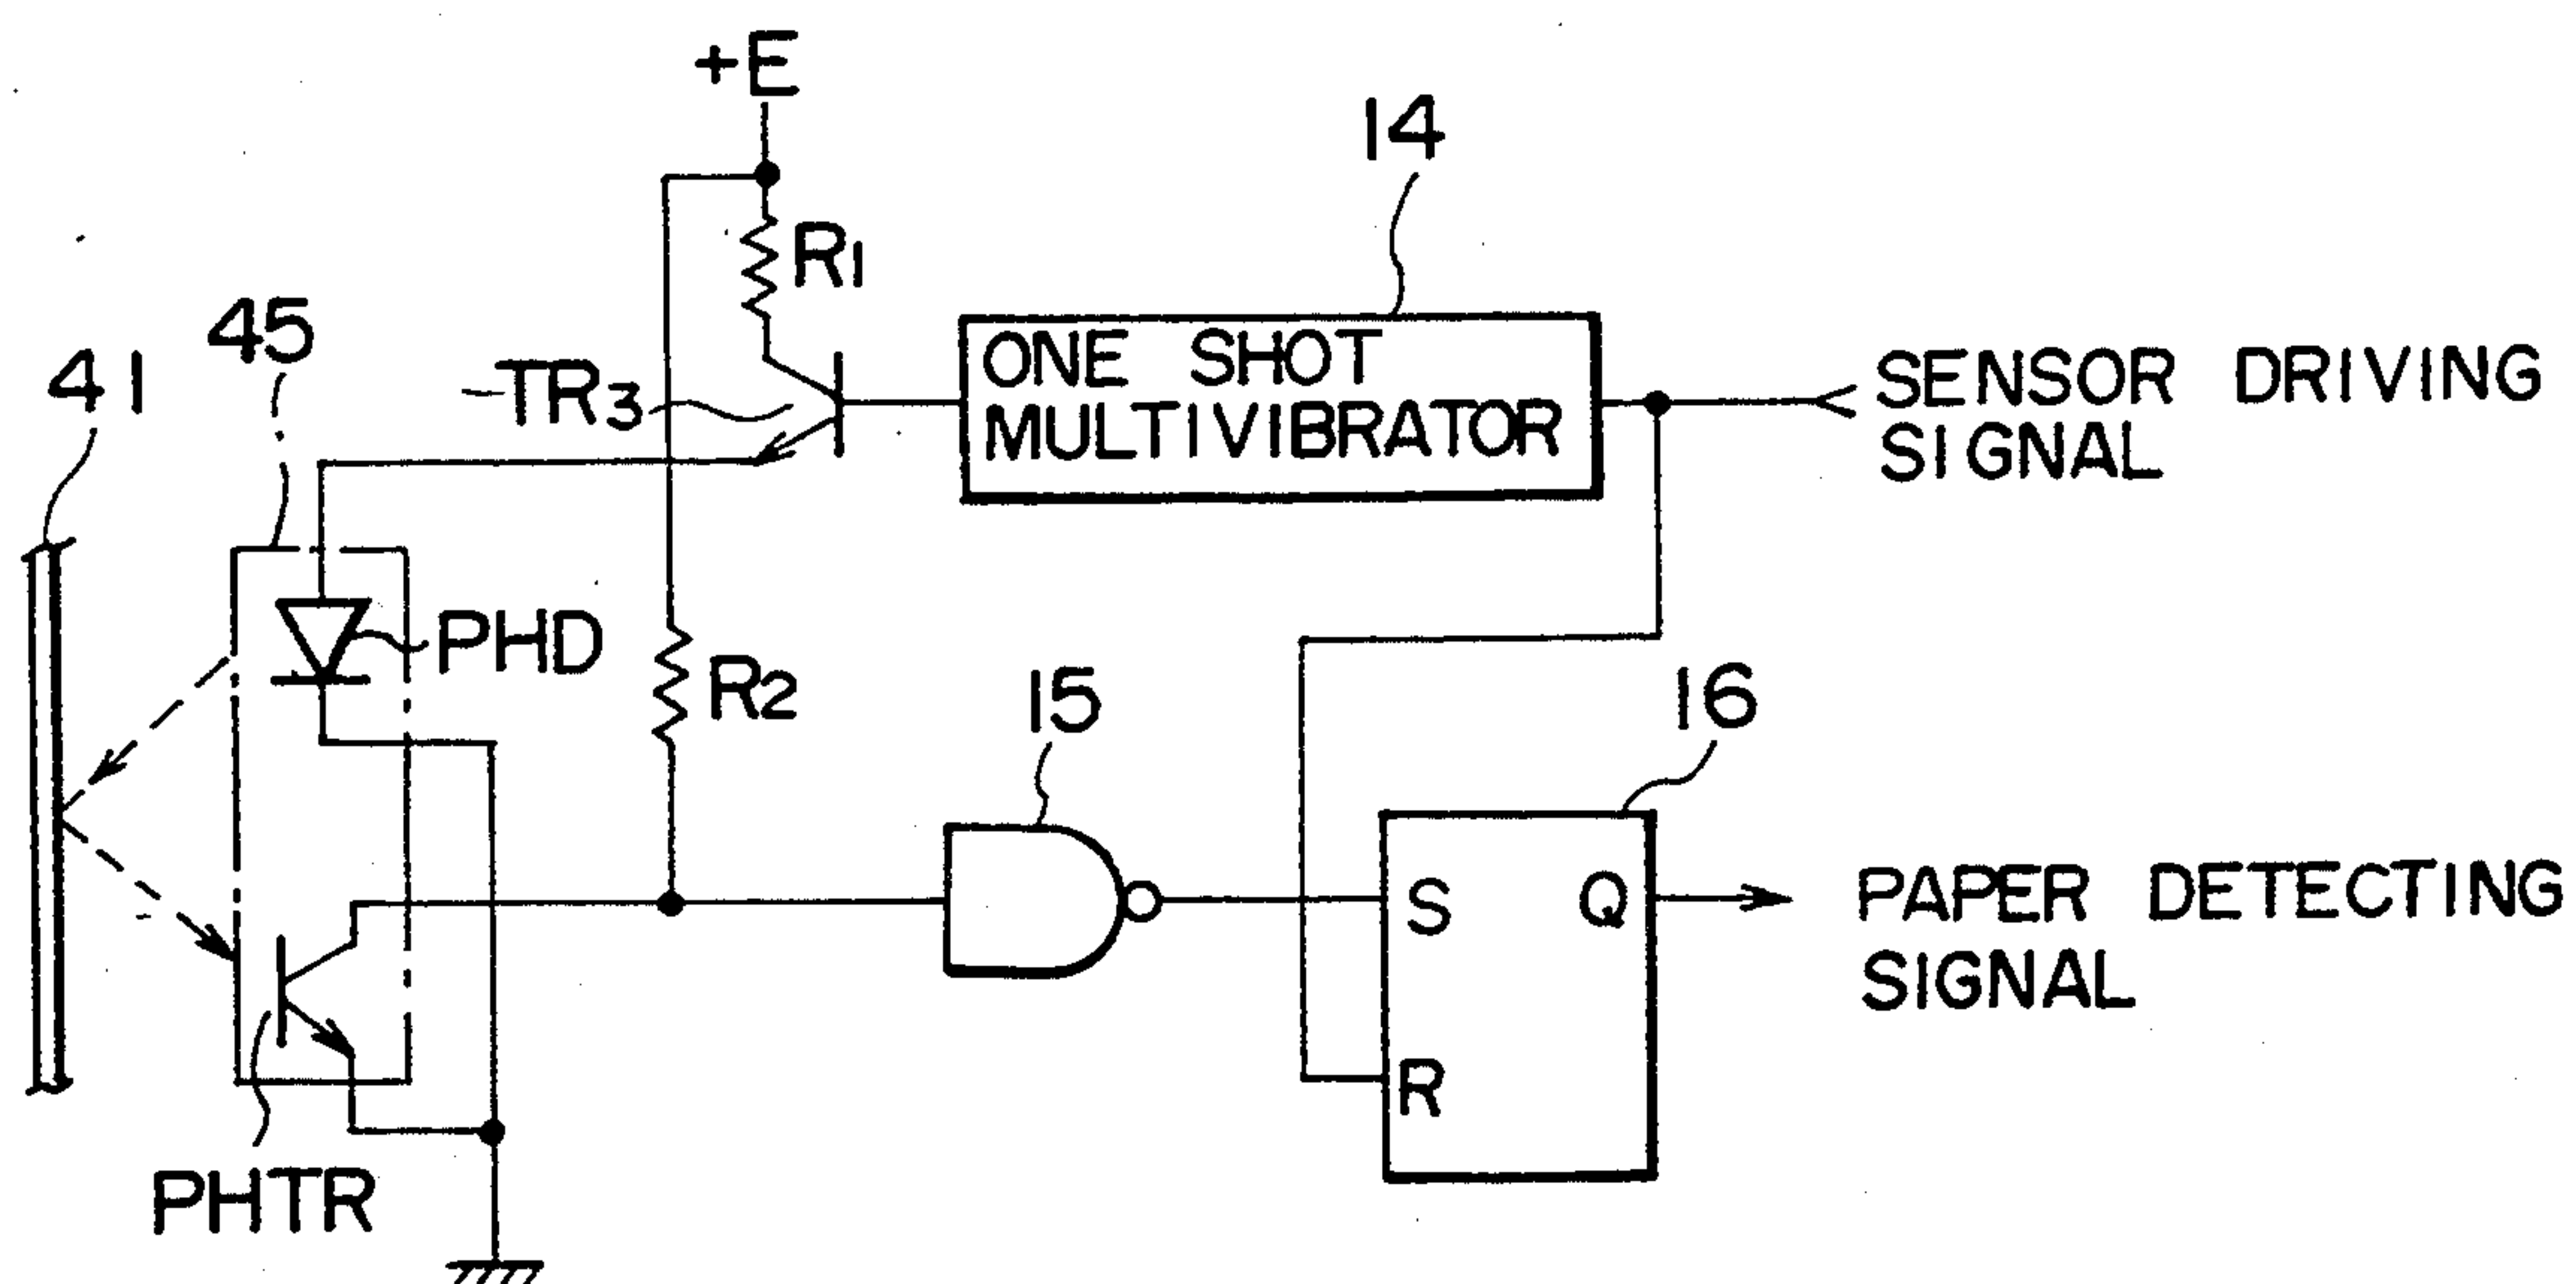 +E
14
R1
45
41
TR3
ONE SHOT
MULTIVIBRATOR
SENSOR DRIVING
SIGNAL
PHD
R2
15
16
S
Q
PAPER DETECTING
SIGNAL
R
PHTR